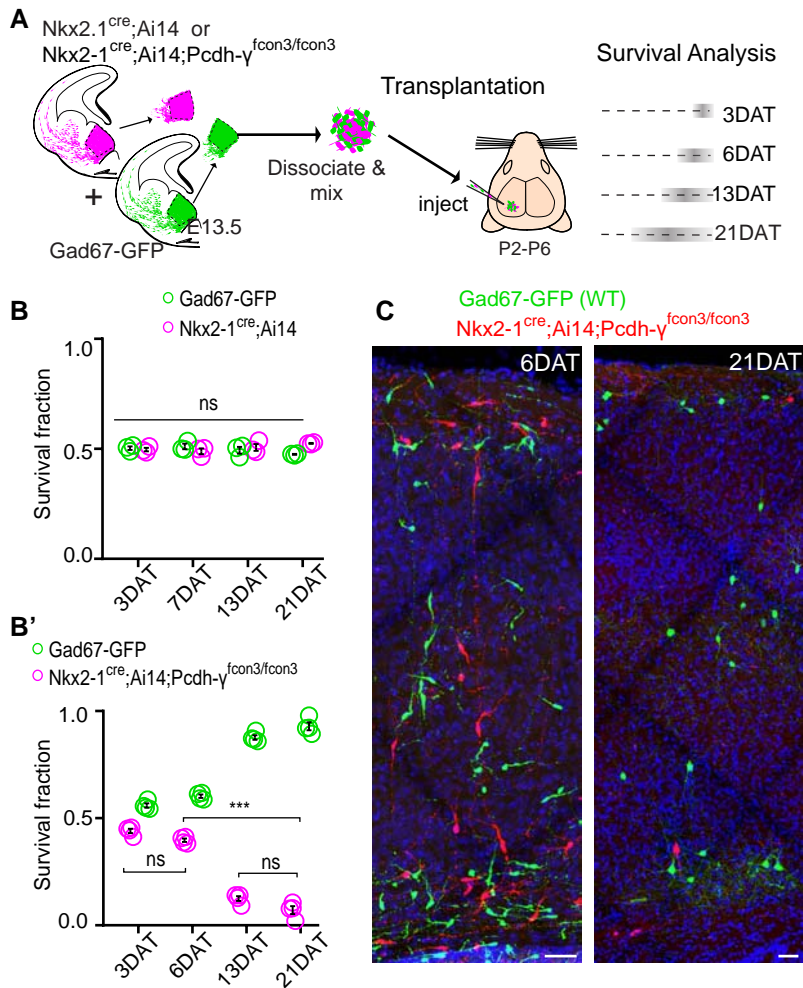 A
Nkx2.1cre;Ai14 or
Nkx2-1cre;Ai14;Pcdh-γfcon3/fcon3
Transplantation
Survival Analysis
3DAT
6DAT
13DAT
21DAT
Dissociate &
mix
inject
+
E13.5
Gad67-GFP
P2-P6
B
Gad67-GFP
Nkx2-1cre;Ai14
Survival fraction
1.0
0.5
0.0
ns
3DAT
7DAT
13DAT
21DAT
B'
Gad67-GFP
Nkx2-1cre;Ai14;Pcdh-γfcon3/fcon3
Survival fraction
1.0
0.5
0.0
***
ns
ns
3DAT
6DAT
13DAT
21DAT
C
Gad67-GFP (WT)
Nkx2-1cre;Ai14;Pcdh-γfcon3/fcon3
6DAT
21DAT